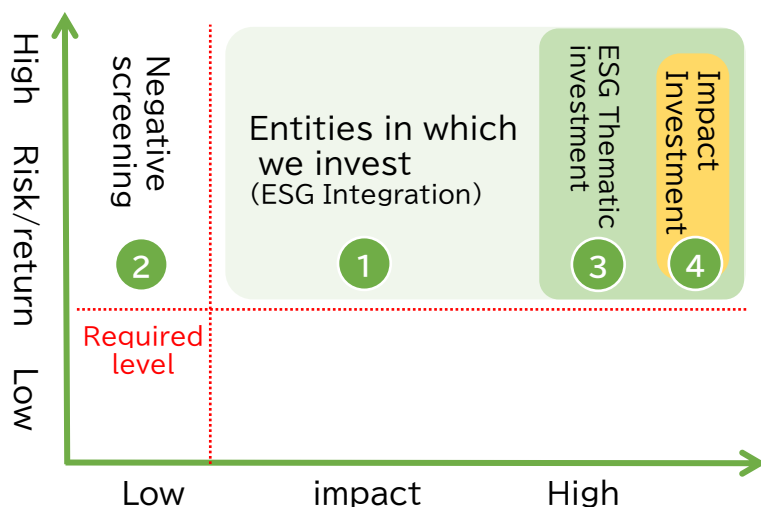 High Risk/return Low
Negative
screening
2
Entities in which
we invest
(ESG Integration)
1
ESG Thematic
investment
3
Impact
Investment
4
Required
level
Low impact High